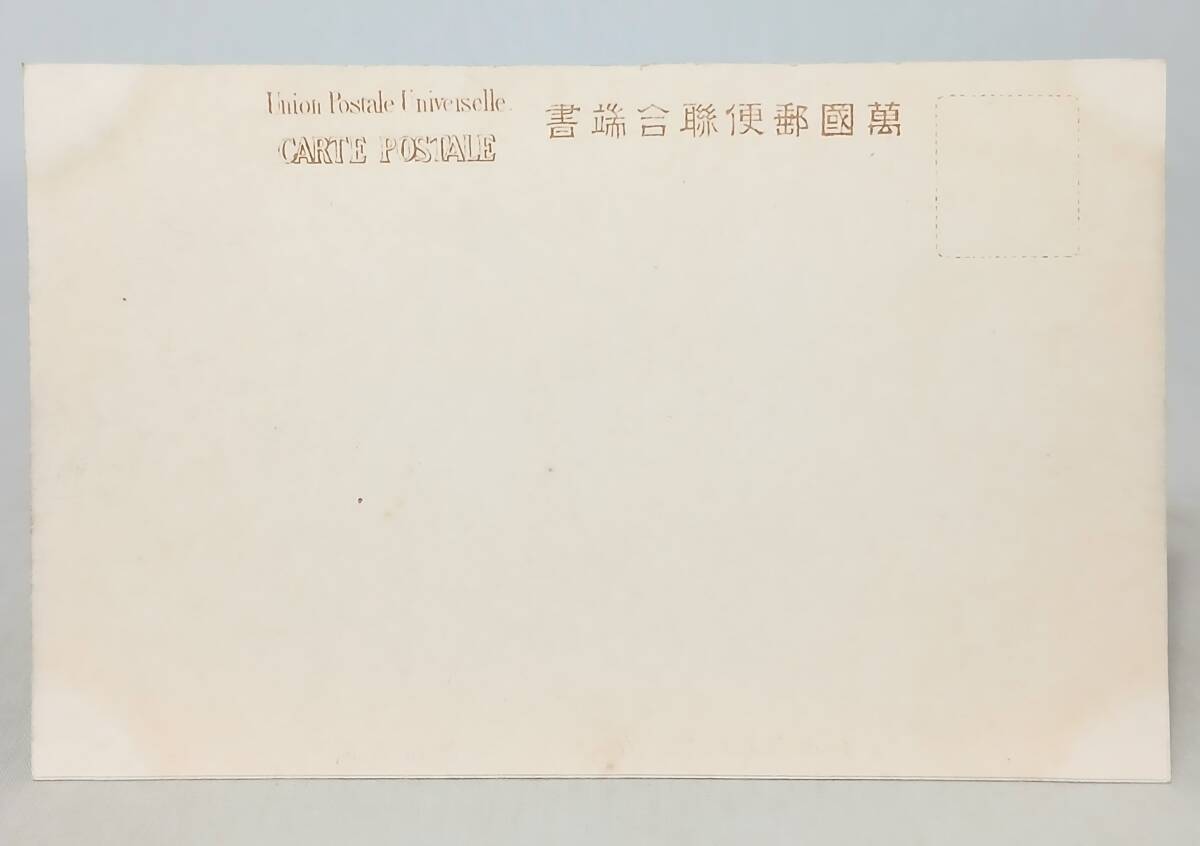 Union Postale Universelle.
CARTE POSTALE
萬國郵便聯合端書